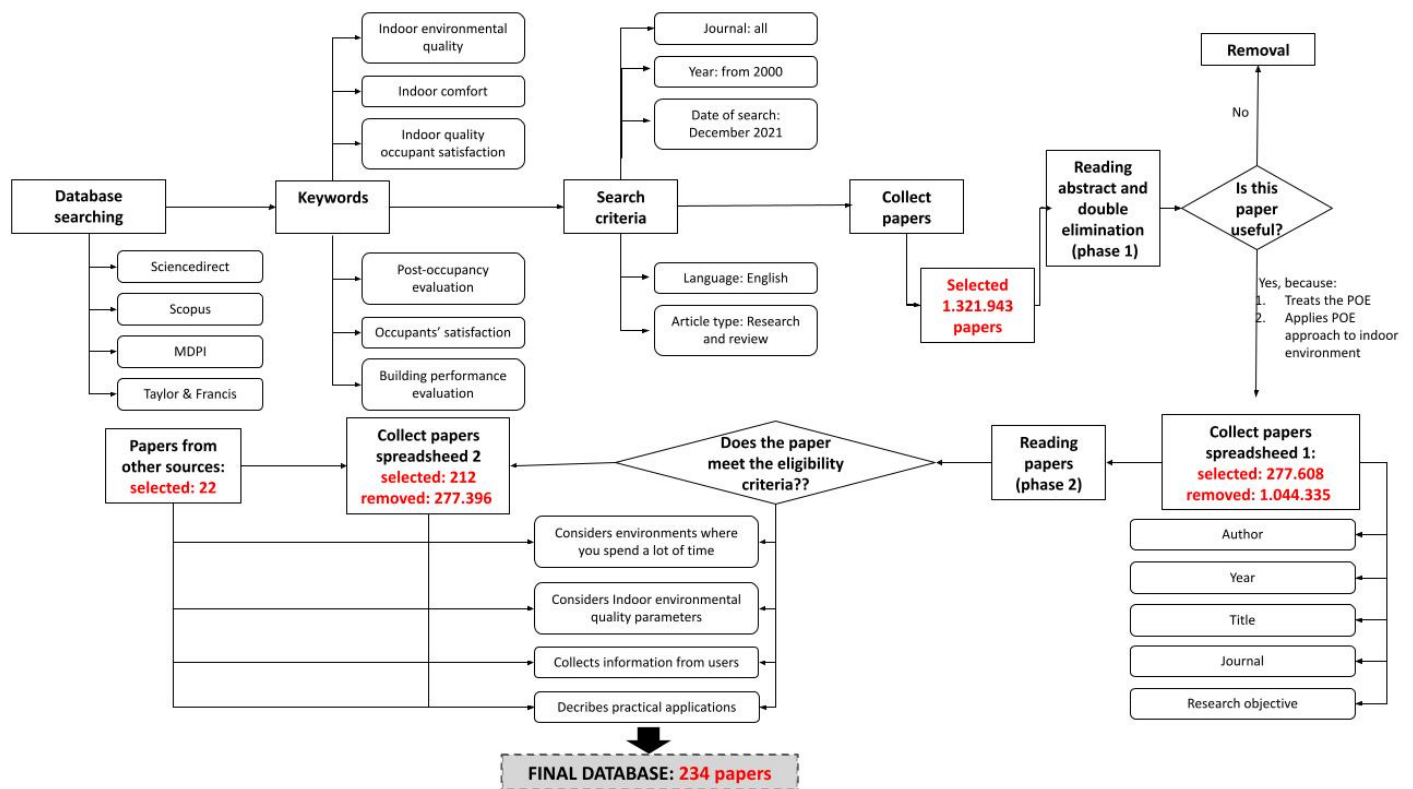 Indoor environmental
quality
Indoor comfort
Indoor quality
occupant satisfaction
Journal: all
Year: from 2000
Date of search:
December 2021
Removal
No
Database
searching
Keywords
Search
criteria
Collect
papers
Reading
abstract and
double
elimination
(phase 1)
Is this
paper
useful?
Sciencedirect
Scopus
MDPI
Taylor & Francis
Post-occupancy
evaluation
Occupants’ satisfaction
Building performance
evaluation
Language: English
Article type: Research
and review
Selected
1.321.943
papers
Yes, because:
1. Treats the POE
2. Applies POE
approach to indoor
environment
Papers from
other sources:
selected: 22
Collect papers
spreadsheed 2
selected: 212
removed: 277.396
Does the paper
meet the eligibility
criteria??
Reading
papers
(phase 2)
Collect papers
spreadsheed 1:
selected: 277.608
removed: 1.044.335
Considers environments where
you spend a lot of time
Considers Indoor environmental
quality parameters
Collects information from users
Decribes practical applications
Author
Year
Title
Journal
Research objective
FINAL DATABASE: 234 papers